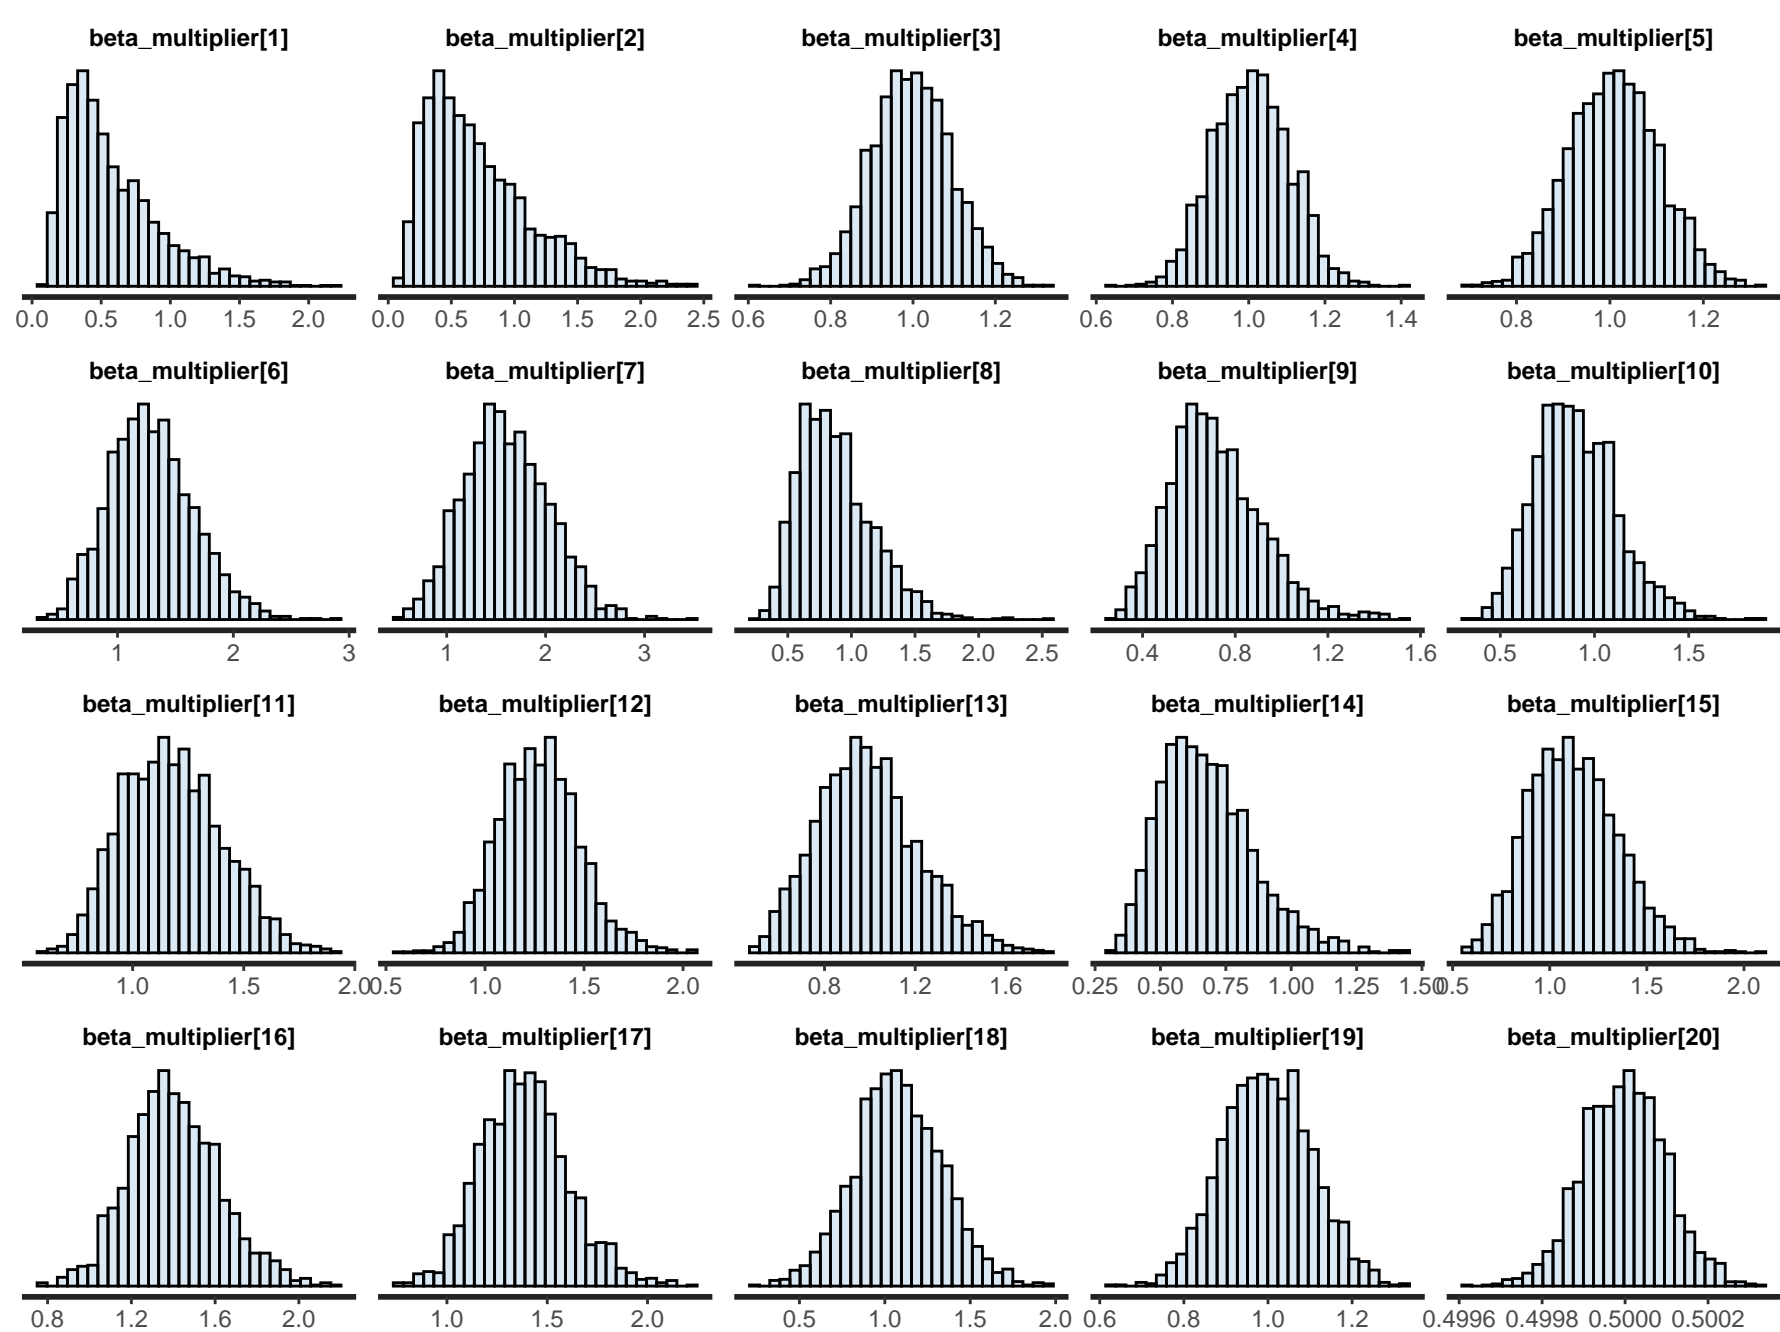 beta_multiplier[1] beta_multiplier[2] beta_multiplier[3] beta_multiplier[4] beta_multiplier[5]
0.0 0.5 1.0 1.5 2.0 0.0 0.5 1.0 1.5 2.0 2.5 0.6 0.8 1.0 1.2 0.6 0.8 1.0 1.2 1.4 0.8 1.0 1.2
beta_multiplier[6] beta_multiplier[7] beta_multiplier[8] beta_multiplier[9] beta_multiplier[10]
1 2 3 1 2 3 0.5 1.0 1.5 2.0 2.5 0.4 0.8 1.2 1.6 0.5 1.0 1.5
beta_multiplier[11] beta_multiplier[12] beta_multiplier[13] beta_multiplier[14] beta_multiplier[15]
1.0 1.5 2.0 0.5 1.0 1.5 2.0 0.8 1.2 1.6 0.25 0.50 0.75 1.00 1.25 1.50 0.5 1.0 1.5 2.0
beta_multiplier[16] beta_multiplier[17] beta_multiplier[18] beta_multiplier[19] beta_multiplier[20]
0.8 1.2 1.6 2.0 1.0 1.5 2.0 0.5 1.0 1.5 2.0 0.6 0.8 1.0 1.2 0.4996 0.4998 0.5000 0.5002